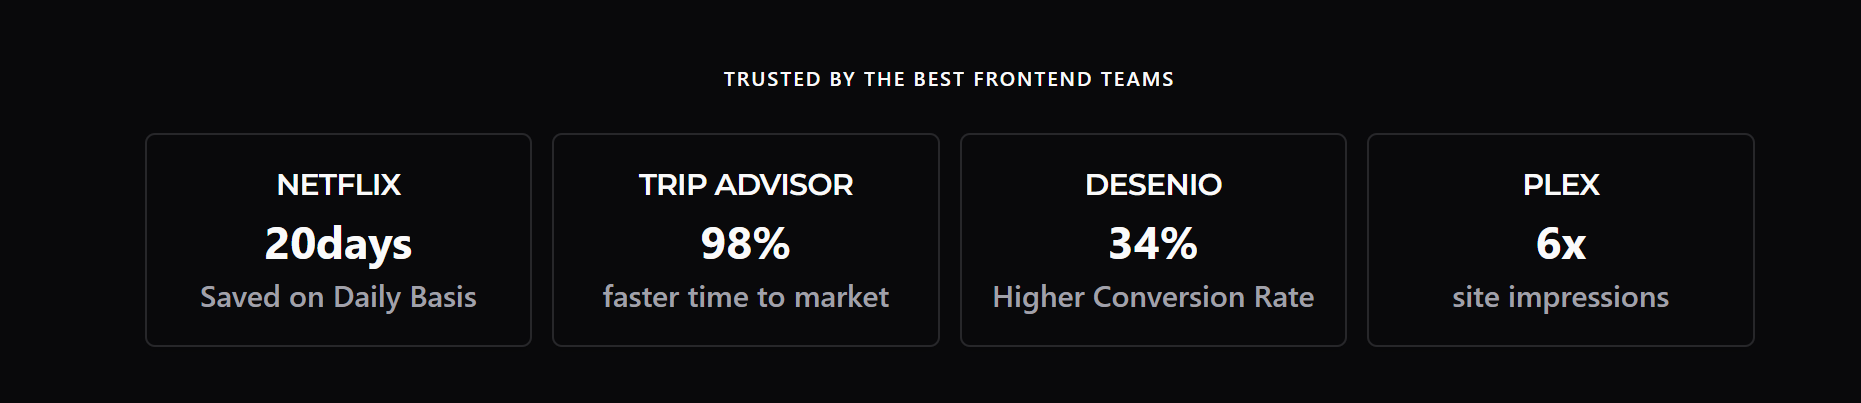 TRUSTED BY THE BEST FRONTEND TEAMS
NETFLIX
20days
Saved on Daily Basis
TRIP ADVISOR
98%
faster time to market
DESENIO
34%
Higher Conversion Rate
PLEX
6x
site impressions